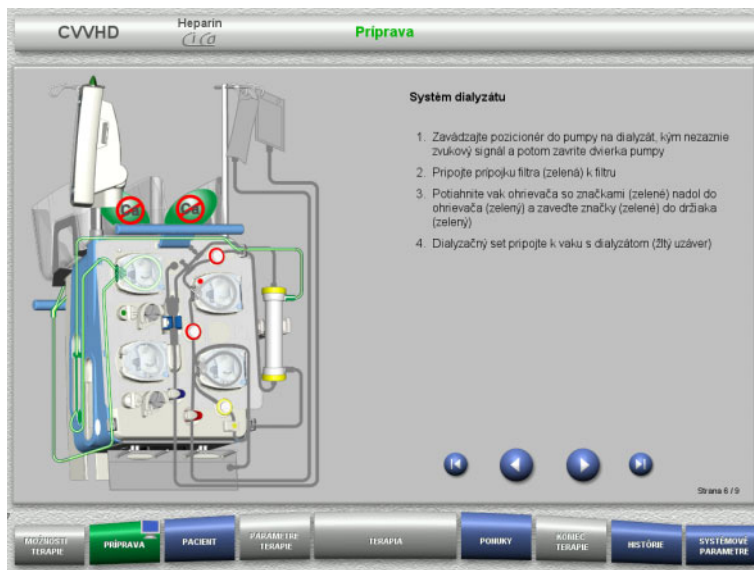 CVVHD
Heparin
Ci Ca
Príprava
Systém dialyzátu
1. Zavádzajte pozicionér do pumpy na dialyzát, kým nezaznie
zvukový signál a potom zavrite dvierka pumpy
2. Pripojte prípojku filtra (zelená) k filtru
3. Potiahnite vak ohrievača so značkami (zelené) nadol do
ohrievača (zelený) a zaveďte značky (zelené) do držiaka
(zelený)
4. Dialyzačný set pripojte k vaku s dialyzátom (žltý uzáver)
Ca
Ca
Strana 6 / 9
MOŽNOSTI
TERAPIE
PRÍPRAVA
PACIENT
PARAMETRE
TERAPIE
TERAPIA
PONUKY
KONIEC
TERAPIE
HISTÓRIE
SYSTÉMOVÉ
PARAMETRE